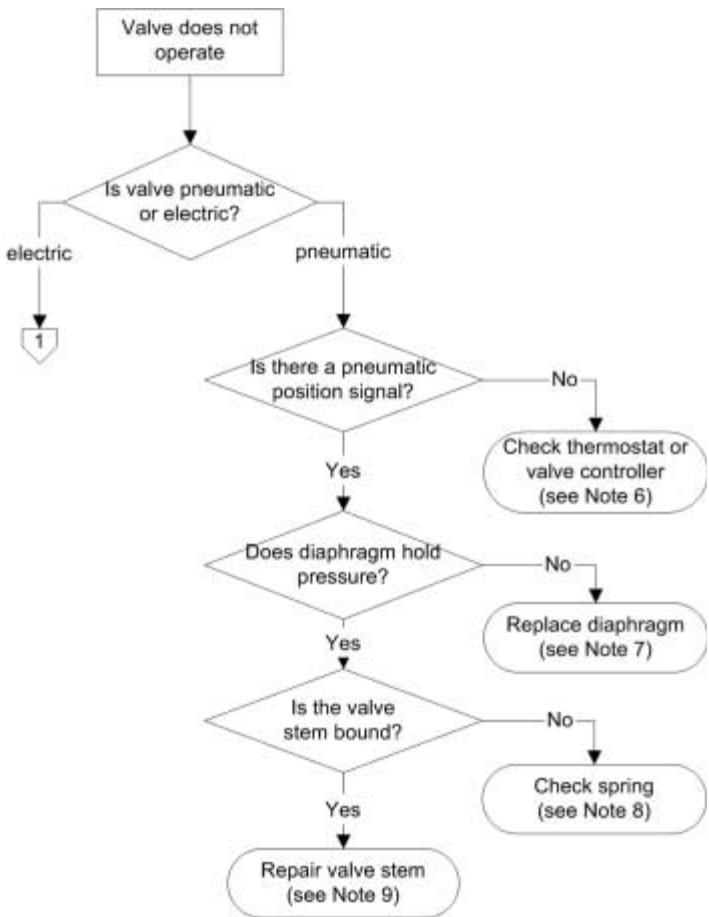 Valve does not
operate
Is valve pneumatic
or electric?
electric
pneumatic
1
Is there a pneumatic
position signal?
No
Check thermostat or
valve controller
(see Note 6)
Yes
Does diaphragm hold
pressure?
No
Replace diaphragm
(see Note 7)
Yes
Is the valve
stem bound?
No
Check spring
(see Note 8)
Yes
Repair valve stem
(see Note 9)